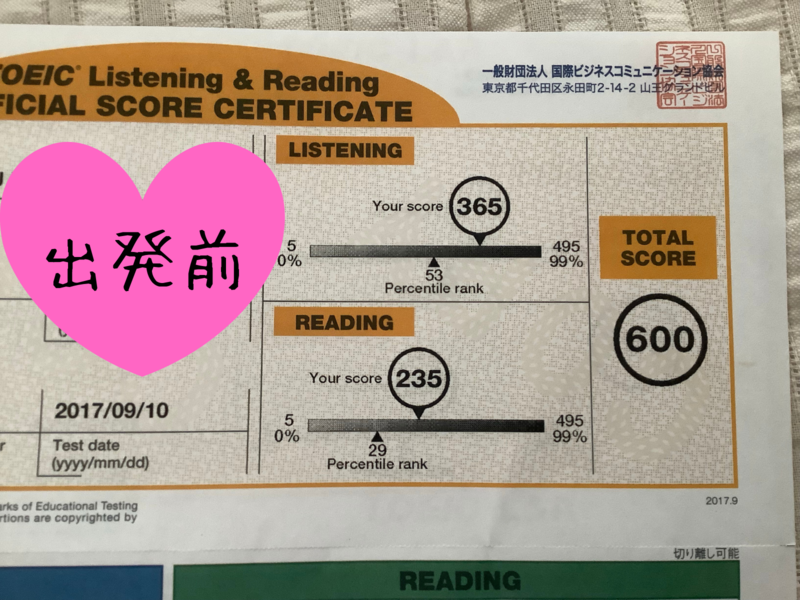 TOEIC® Listening & Reading
OFFICIAL SCORE CERTIFICATE
一般財団法人 国際ビジネスコミュニケーション協会
東京都千代田区永田町2-14-2 山王グランドビル
出発前
LISTENING
Your score 365
5
495
0%
99%
53
Percentile rank
READING
Your score 235
5
495
0%
99%
29
Percentile rank
TOTAL
SCORE
600
2017/09/10
Test date
(yyyy/mm/dd)
2017.9
rks of Educational Testing
rtions are copyrighted by
切り離し可能
READING